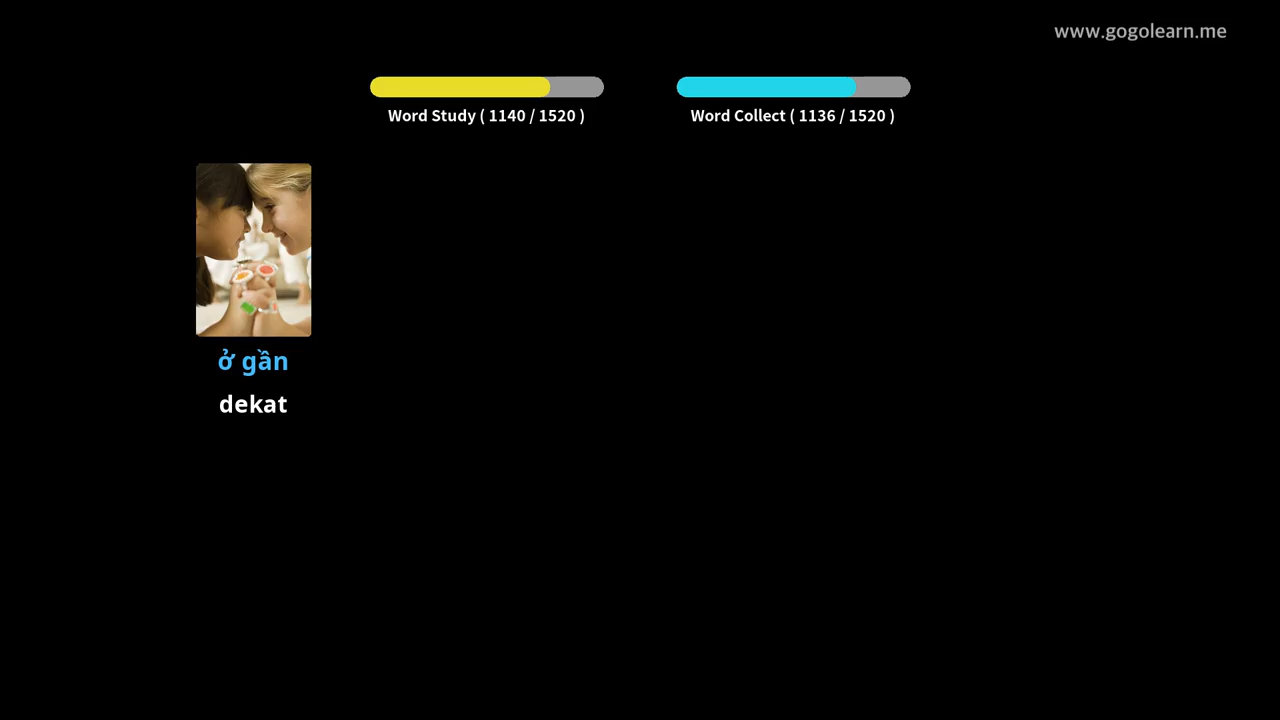 www.gogolearn.me
Word Study ( 1140 / 1520 )
Word Collect ( 1136 / 1520 )
ở gần
dekat